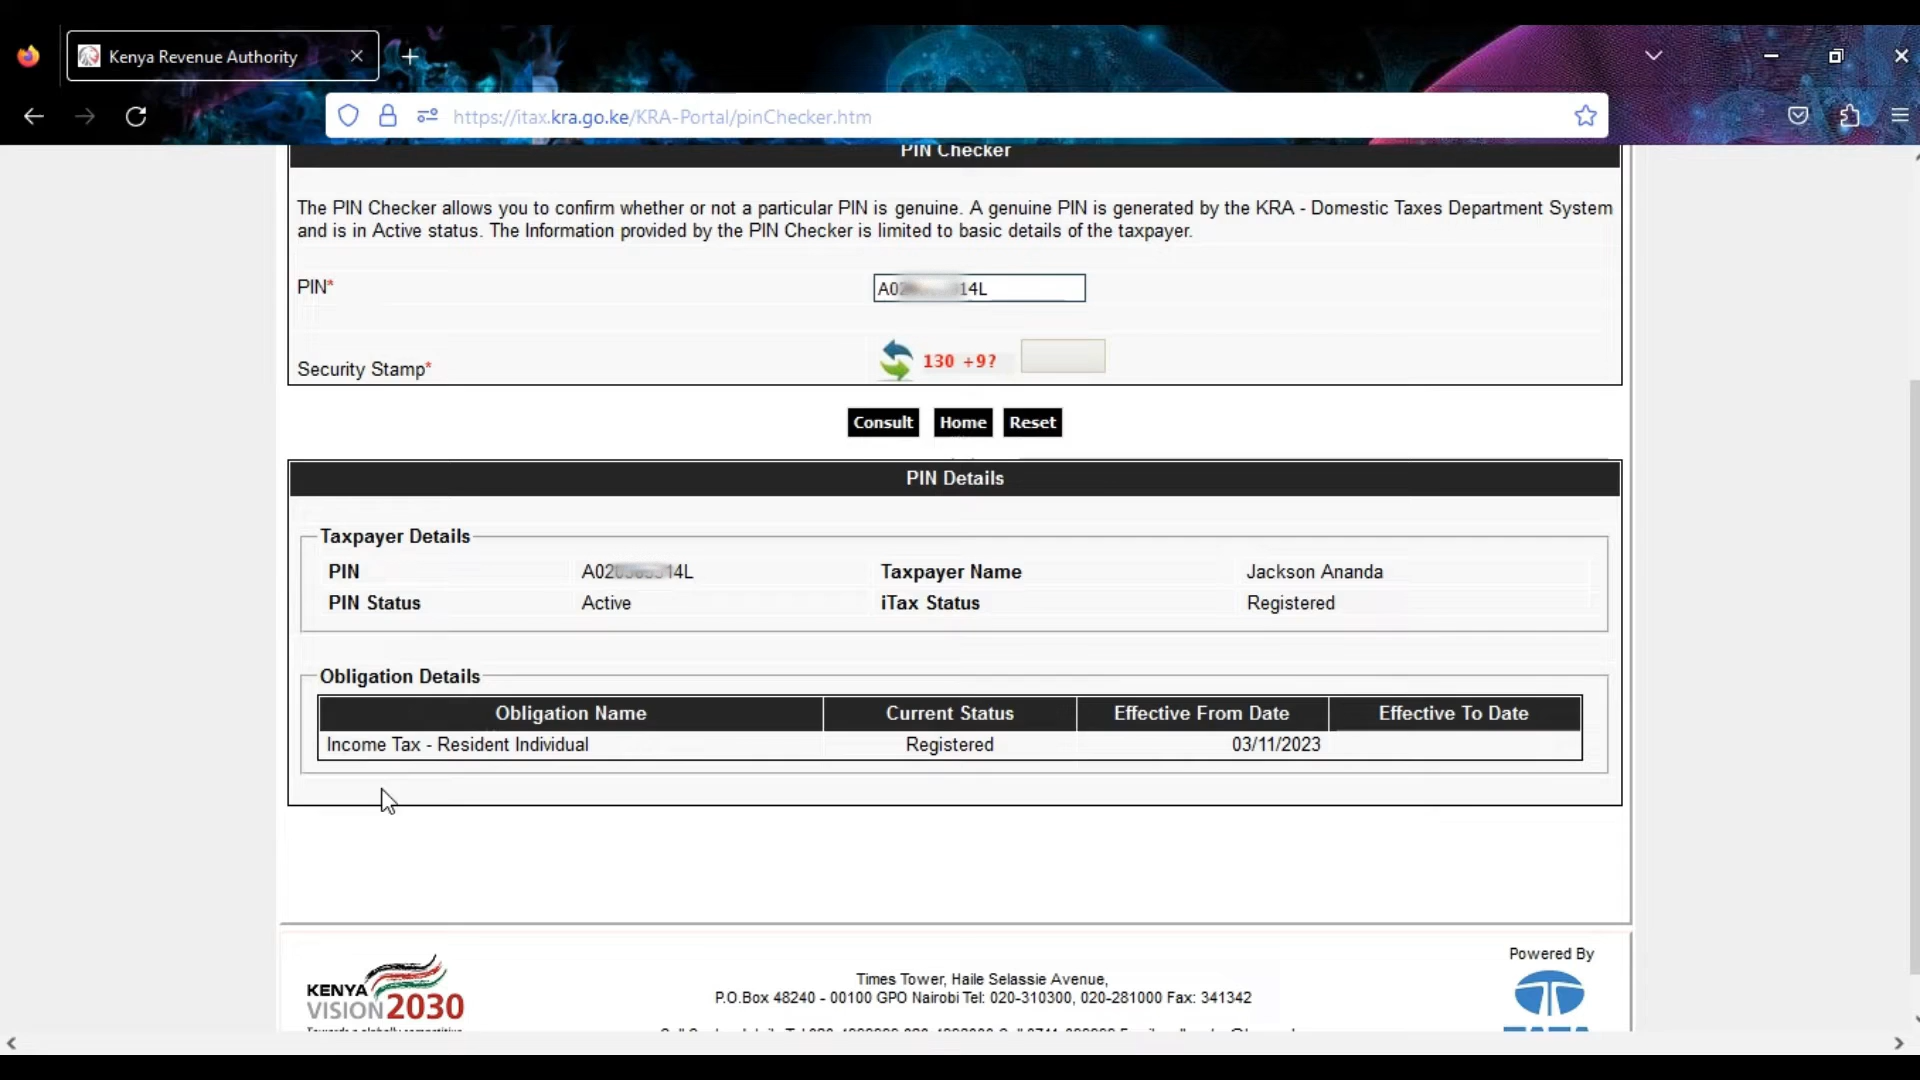 Kenya Revenue Authority
https://itax.kra.go.ke/KRA-Portal/pinChecker.htm
PIN Checker
The PIN Checker allows you to confirm whether or not a particular PIN is genuine. A genuine PIN is generated by the KRA - Domestic Taxes Department System
and is in Active status. The Information provided by the PIN Checker is limited to basic details of the taxpayer.
PIN* A02 14L
Security Stamp* 130 +9?
Consult Home Reset
PIN Details
Taxpayer Details
PIN A02 14L Taxpayer Name Jackson Ananda
PIN Status Active iTax Status Registered
Obligation Details
Obligation Name Current Status Effective From Date Effective To Date
Income Tax - Resident Individual Registered 03/11/2023
Powered By
KENYA
VISION 2030
Times Tower, Haile Selassie Avenue,
P.O.Box 48240 - 00100 GPO Nairobi Tel: 020-310300, 020-281000 Fax: 341342
TATA